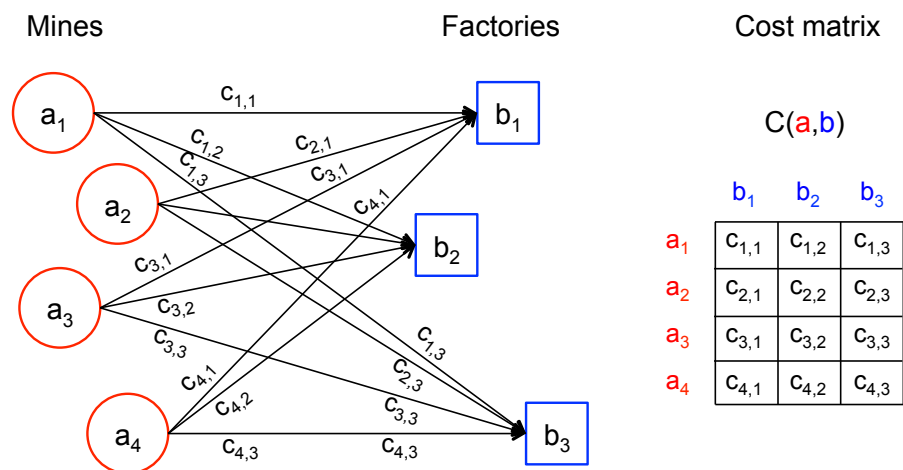 Mines Factories Cost matrix
a1 c1,1 b1
c1,2 c2,1
c1,3 c3,1
C(a,b)
a2 c4,1
b1 b2 b3
b2
a1 c1,1 c1,2 c1,3
c3,1
a2 c2,1 c2,2 c2,3
a3 c3,2
c3,3 c1,3
a3 c3,1 c3,2 c3,3
c4,1 c2,3
a4 c4,1 c4,2 c4,3
c4,2 c3,3
a4 c4,3 c4,3 b3